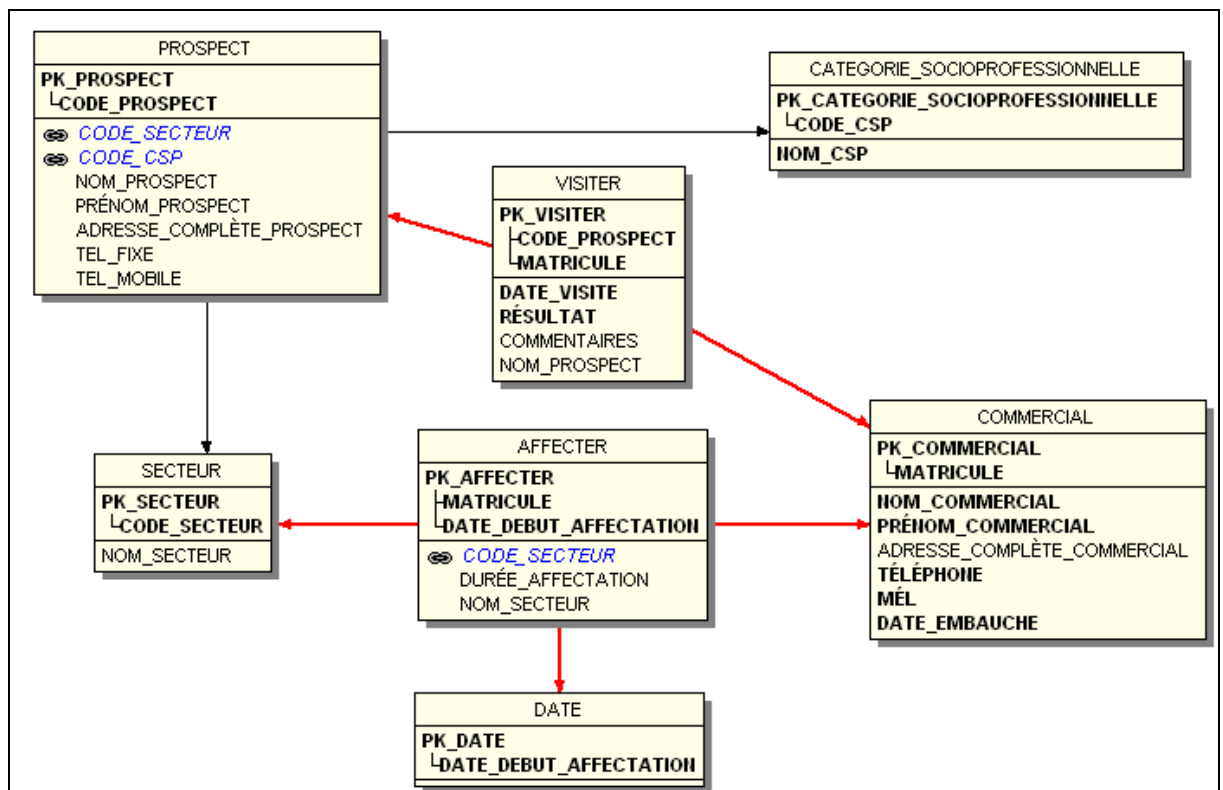 PROSPECT
PK_PROSPECT
CODE_PROSPECT
CODE_SECTEUR
CODE_CSP
NOM_PROSPECT
PRÉNOM_PROSPECT
ADRESSE_COMPLÈTE_PROSPECT
TEL_FIXE
TEL_MOBILE
CATEGORIE_SOCIOPROFESSIONNELLE
PK_CATEGORIE_SOCIOPROFESSIONNELLE
CODE_CSP
NOM_CSP
VISITER
PK_VISITER
CODE_PROSPECT
MATRICULE
DATE_VISITE
RÉSULTAT
COMMENTAIRES
NOM_PROSPECT
SECTEUR
PK_SECTEUR
CODE_SECTEUR
NOM_SECTEUR
AFFECTER
PK_AFFECTER
MATRICULE
DATE_DEBUT_AFFECTATION
CODE_SECTEUR
DURÉE_AFFECTATION
NOM_SECTEUR
COMMERCIAL
PK_COMMERCIAL
MATRICULE
NOM_COMMERCIAL
PRÉNOM_COMMERCIAL
ADRESSE_COMPLÈTE_COMMERCIAL
TÉLÉPHONE
MÉL
DATE_EMBAUCHE
DATE
PK_DATE
DATE_DEBUT_AFFECTATION